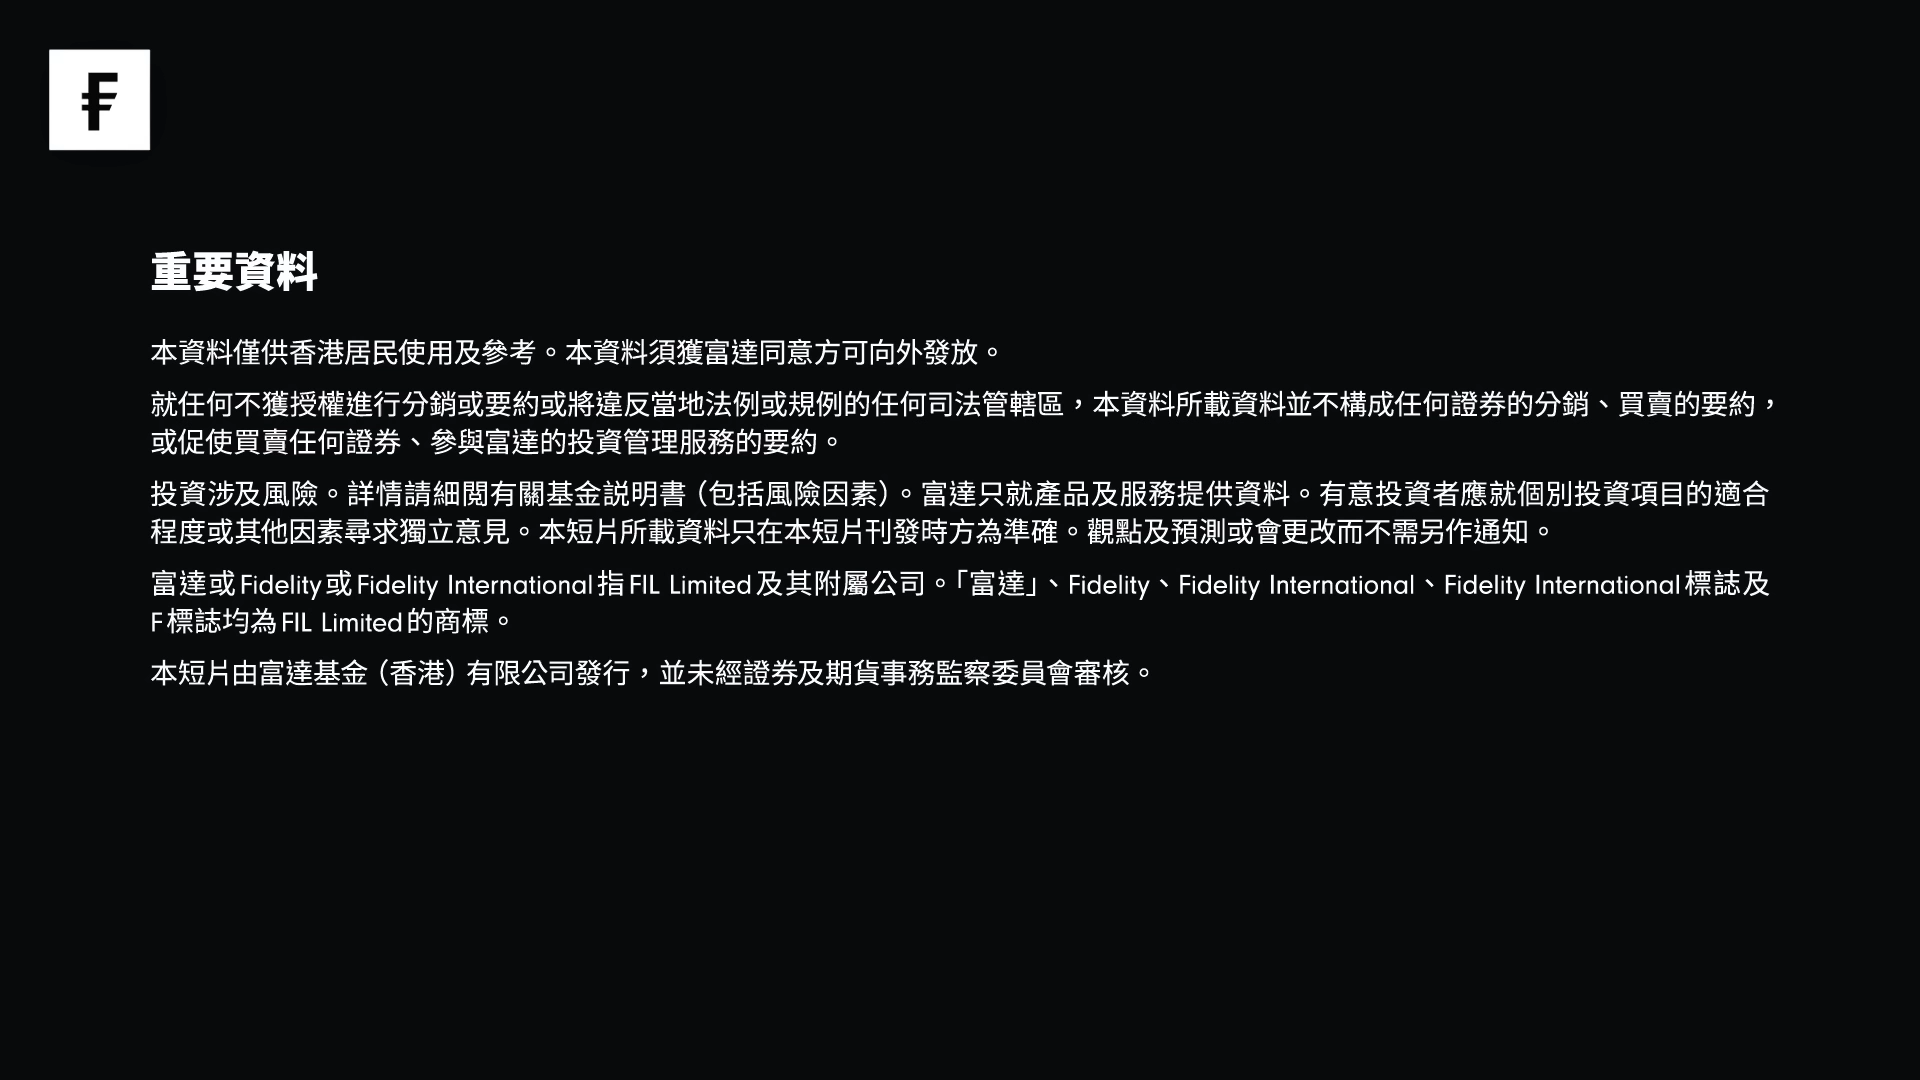 重要資料
本資料僅供香港居民使用及參考。本資料須獲富達同意方可向外發放。
就任何不獲授權進行分銷或要約或將違反當地法例或規例的任何司法管轄區，本資料所載資料並不構成任何證券的分銷、買賣的要約，
或促使買賣任何證券、參與富達的投資管理服務的要約。
投資涉及風險。詳情請細閲有關基金説明書（包括風險因素）。富達只就產品及服務提供資料。有意投資者應就個別投資項目的適合
程度或其他因素尋求獨立意見。本短片所載資料只在本短片刊發時方為準確。觀點及預測或會更改而不需另作通知。
富達或Fidelity或Fidelity International指FIL Limited及其附屬公司。「富達」、Fidelity、Fidelity International、Fidelity International標誌及
F標誌均為FIL Limited的商標。
本短片由富達基金（香港）有限公司發行，並未經證券及期貨事務監察委員會審核。